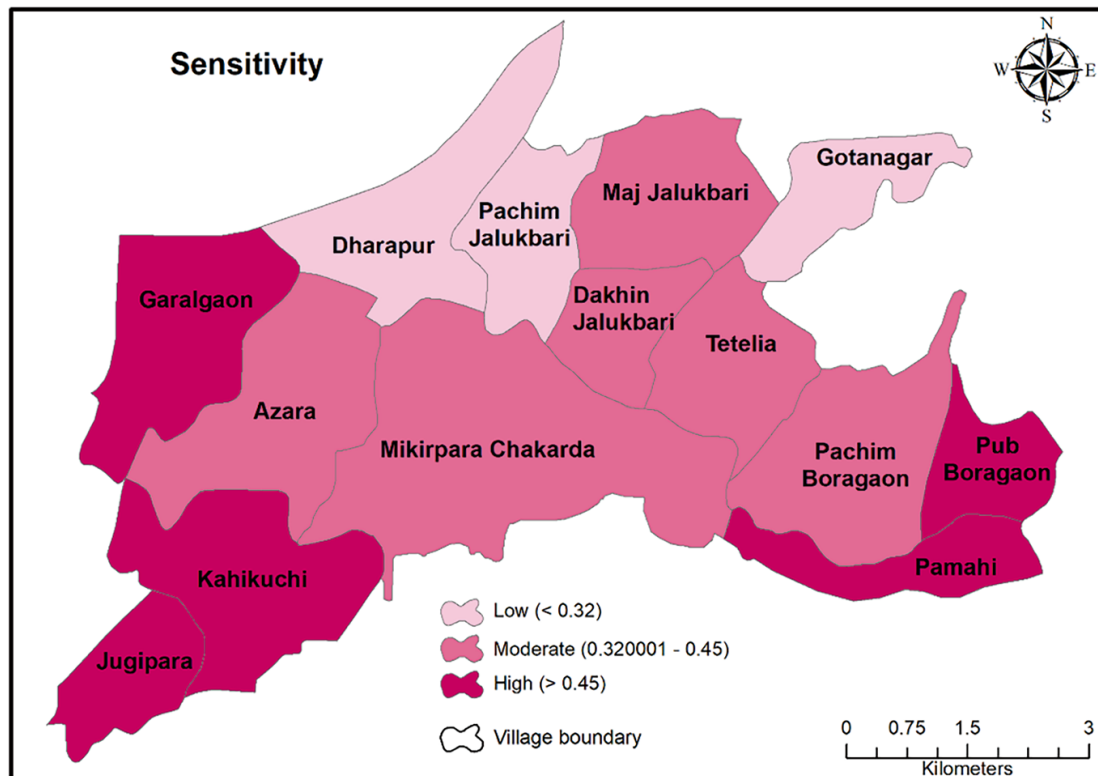 Sensitivity
N
W
E
S
Gotanagar
Maj Jalukbari
Pachim
Jalukbari
Dharapur
Garalgaon
Dakhin
Jalukbari
Tetelia
Azara
Mikirpara Chakarda
Pachim
Boragaon
Pub
Boragaon
Pamahi
Kahikuchi
Jugipara
Low (< 0.32)
Moderate (0.320001 - 0.45)
High (> 0.45)
Village boundary
0 0.75 1.5 3
Kilometers